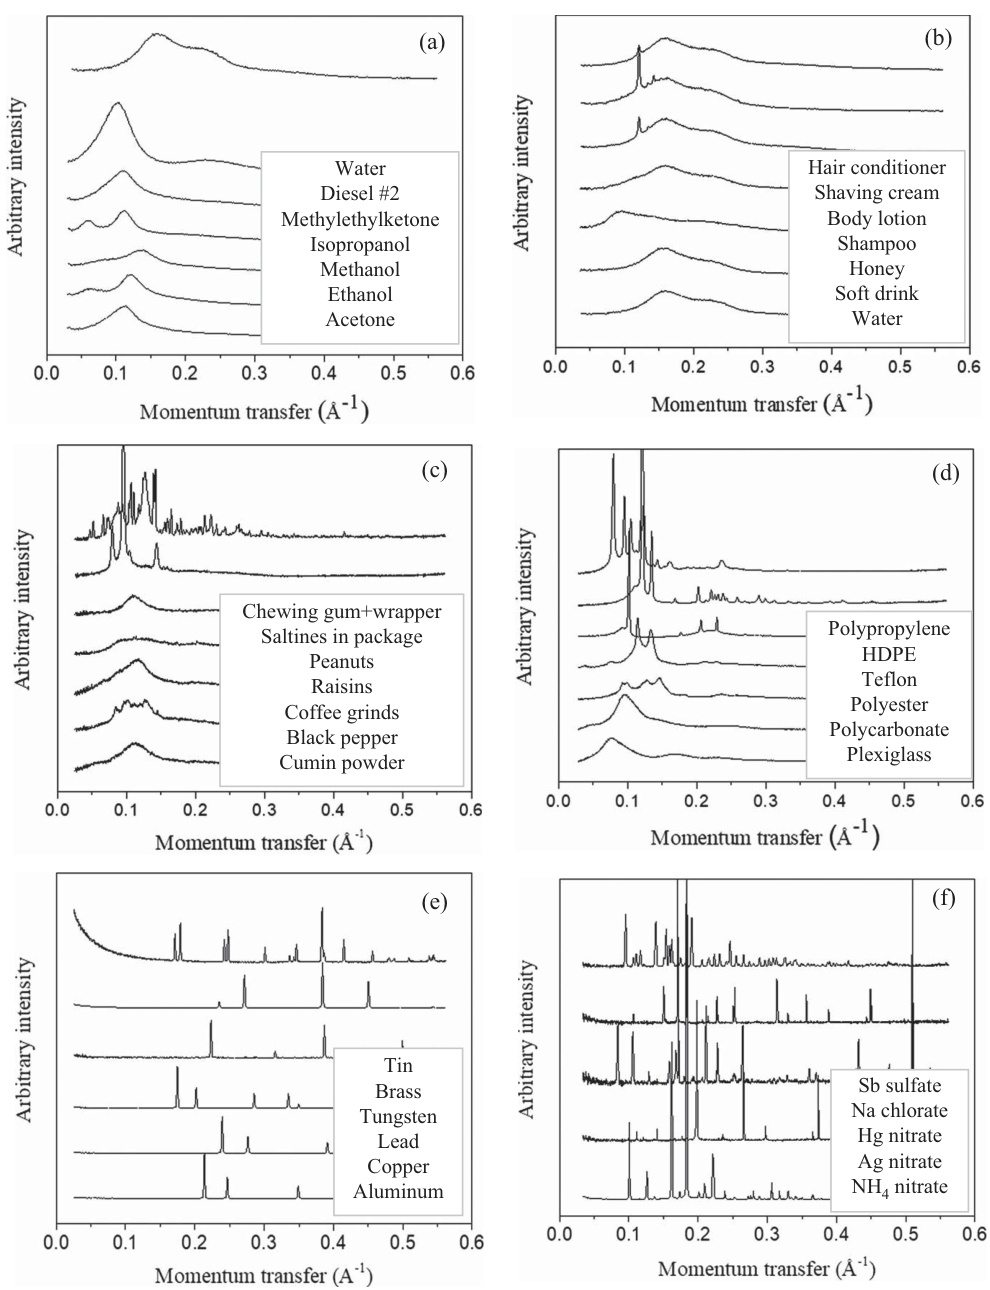 (a)
Arbitrary intensity
Water
Diesel #2
Methylethylketone
Isopropanol
Methanol
Ethanol
Acetone
0.0 0.1 0.2 0.3 0.4 0.5 0.6
Momentum transfer (Å⁻¹)
(b)
Arbitrary intensity
Hair conditioner
Shaving cream
Body lotion
Shampoo
Honey
Soft drink
Water
0.0 0.1 0.2 0.3 0.4 0.5 0.6
Momentum transfer (Å⁻¹)
(c)
Arbitrary intensity
Chewing gum+wrapper
Saltines in package
Peanuts
Raisins
Coffee grinds
Black pepper
Cumin powder
0.0 0.1 0.2 0.3 0.4 0.5 0.6
Momentum transfer (Å⁻¹)
(d)
Arbitrary intensity
Polypropylene
HDPE
Teflon
Polyester
Polycarbonate
Plexiglass
0.0 0.1 0.2 0.3 0.4 0.5 0.6
Momentum transfer (Å⁻¹)
(e)
Arbitrary intensity
Tin
Brass
Tungsten
Lead
Copper
Aluminum
0.0 0.1 0.2 0.3 0.4 0.5 0.6
Momentum transfer (A⁻¹)
(f)
Arbitrary intensity
Sb sulfate
Na chlorate
Hg nitrate
Ag nitrate
NH₄ nitrate
0.0 0.1 0.2 0.3 0.4 0.5 0.6
Momentum transfer (A⁻¹)